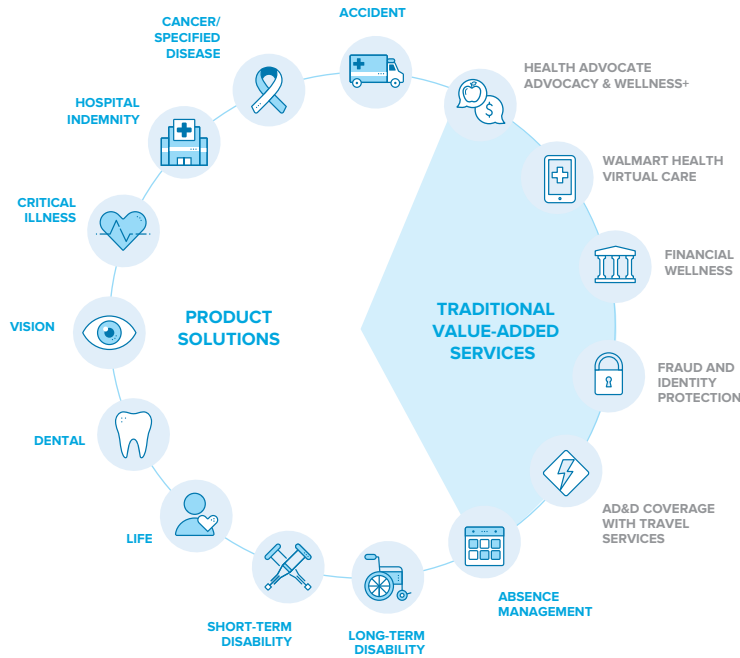 ACCIDENT
CANCER/
SPECIFIED
DISEASE
HOSPITAL
INDEMNITY
CRITICAL
ILLNESS
VISION
DENTAL
LIFE
SHORT-TERM
DISABILITY
LONG-TERM
DISABILITY
PRODUCT
SOLUTIONS
TRADITIONAL
VALUE-ADDED
SERVICES
HEALTH ADVOCATE
ADVOCACY & WELLNESS+
$
WALMART HEALTH
VIRTUAL CARE
FINANCIAL
WELLNESS
FRAUD AND
IDENTITY
PROTECTION
AD&D COVERAGE
WITH TRAVEL
SERVICES
ABSENCE
MANAGEMENT